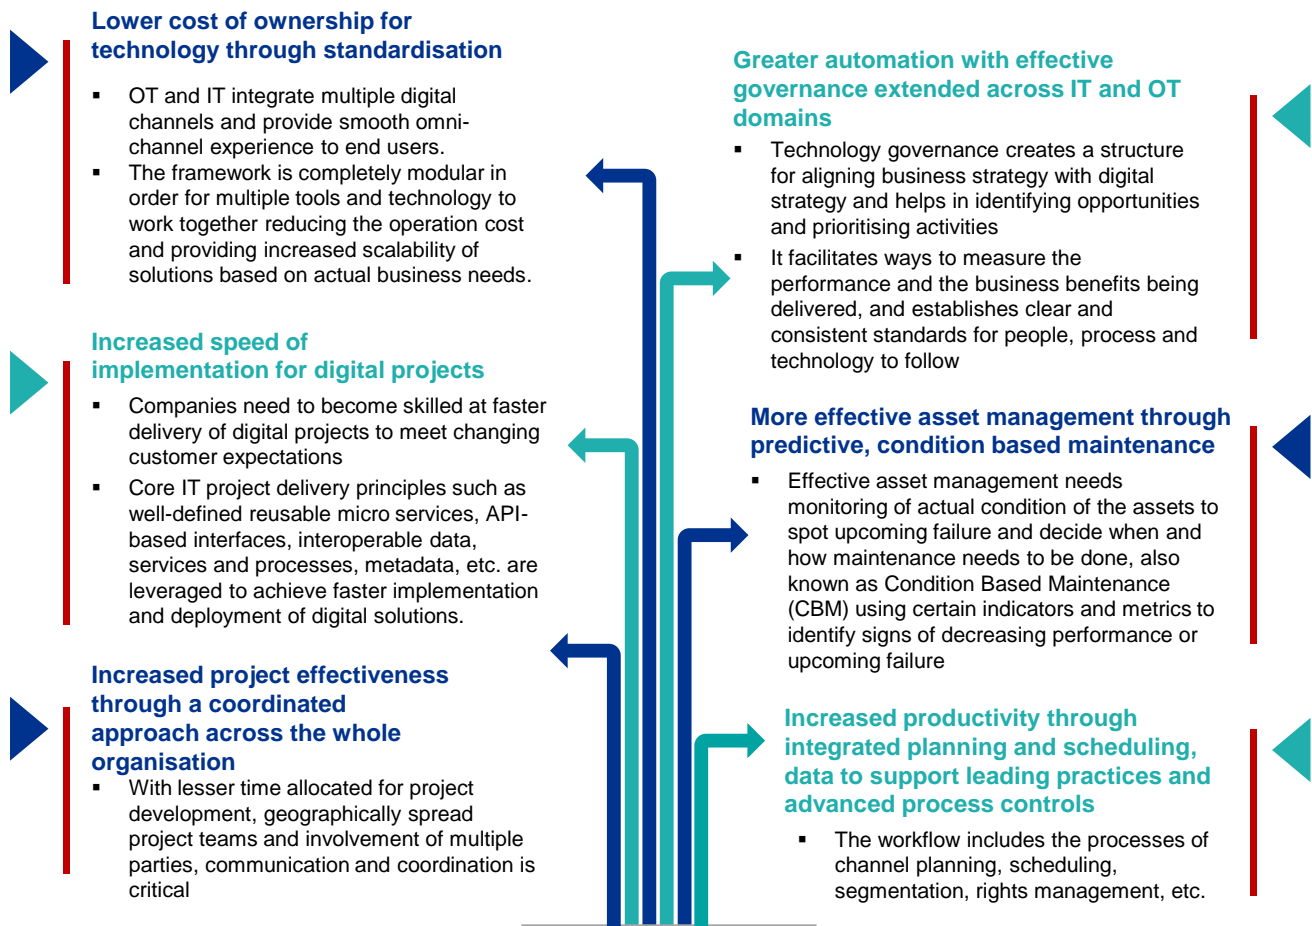 Lower cost of ownership for
technology through standardisation
▪ OT and IT integrate multiple digital
channels and provide smooth omni-
channel experience to end users.
▪ The framework is completely modular in
order for multiple tools and technology to
work together reducing the operation cost
and providing increased scalability of
solutions based on actual business needs.
Increased speed of
implementation for digital projects
▪ Companies need to become skilled at faster
delivery of digital projects to meet changing
customer expectations
▪ Core IT project delivery principles such as
well-defined reusable micro services, API-
based interfaces, interoperable data,
services and processes, metadata, etc. are
leveraged to achieve faster implementation
and deployment of digital solutions.
Increased project effectiveness
through a coordinated
approach across the whole
organisation
▪ With lesser time allocated for project
development, geographically spread
project teams and involvement of multiple
parties, communication and coordination is
critical
Greater automation with effective
governance extended across IT and OT
domains
▪ Technology governance creates a structure
for aligning business strategy with digital
strategy and helps in identifying opportunities
and prioritising activities
▪ It facilitates ways to measure the
performance and the business benefits being
delivered, and establishes clear and
consistent standards for people, process and
technology to follow
More effective asset management through
predictive, condition based maintenance
▪ Effective asset management needs
monitoring of actual condition of the assets to
spot upcoming failure and decide when and
how maintenance needs to be done, also
known as Condition Based Maintenance
(CBM) using certain indicators and metrics to
identify signs of decreasing performance or
upcoming failure
Increased productivity through
integrated planning and scheduling,
data to support leading practices and
advanced process controls
▪ The workflow includes the processes of
channel planning, scheduling,
segmentation, rights management, etc.